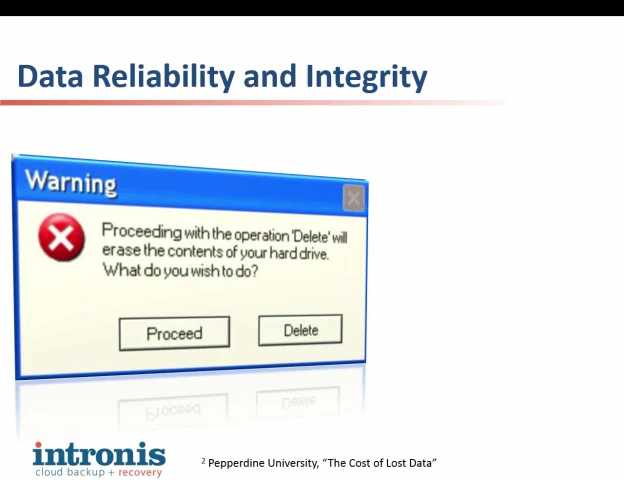 Data Reliability and Integrity
Warning
Proceeding with the operation 'Delete' will
erase the contents of your hard drive.
What do you wish to do?
Proceed
Delete
Proceed
Delete
intronis
cloud backup + recovery
2 Pepperdine University, “The Cost of Lost Data”